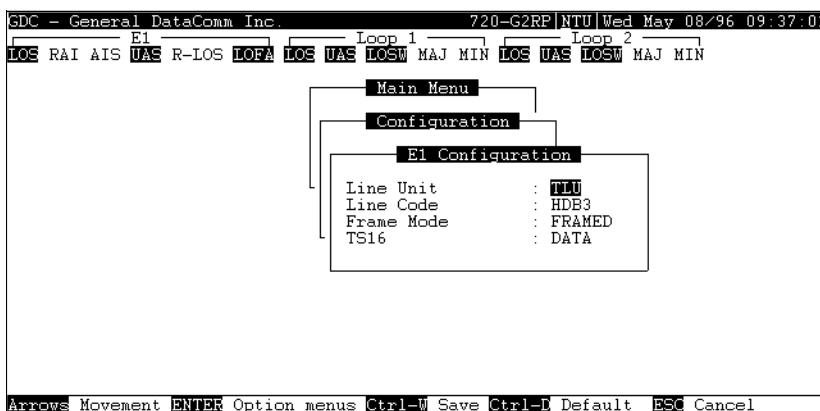 GDC - General DataComm Inc. 720-G2RP|NTU|Wed May 08/96 09:37:0
E1 Loop 1 Loop 2
LOS RAI AIS UAS R-LOS LOFA LOS UAS LOSW MAJ MIN LOS UAS LOSW MAJ MIN
Main Menu
Configuration
E1 Configuration
Line Unit : TLU
Line Code : HDB3
Frame Mode : FRAMED
TS16 : DATA
Arrows Movement ENTER Option menus Ctrl-W Save Ctrl-D Default ESC Cancel